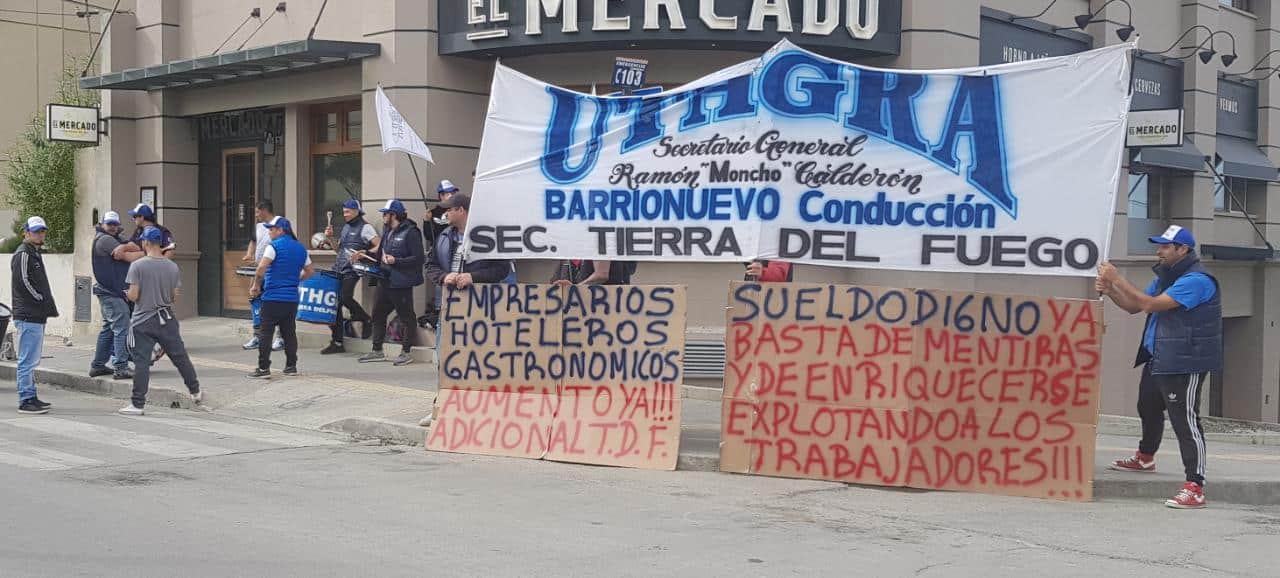 EL MERCADO
HORNO A
CERVEZAS
VERMUS
C103
EL MERCADO
EL MERCADO
MERCADO
UTHGRA
Secretario General
Ramón "Moncho" Calderón
BARRIONUEVO Conducción
SEC. TIERRA DEL FUEGO
UTHG
EMPRESARIOS
HOTELEROS
GASTRONOMICOS
AUMENTO YA!!!
ADICIONAL T.D.F.
SUELDO DIGNO YA
BASTA DE MENTIRAS
Y DE ENRIQUECERSE
EXPLOTANDO A LOS
TRABAJADORES!!!